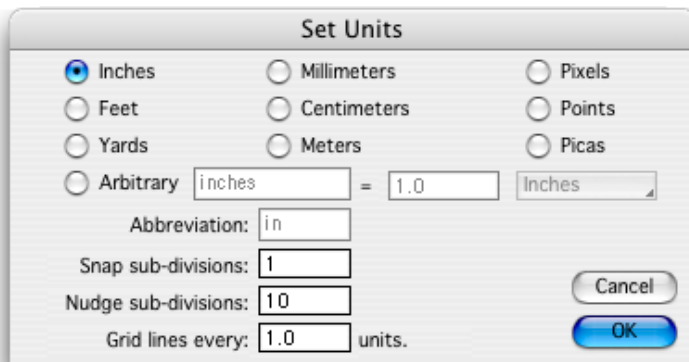 Set Units
Inches Millimeters Pixels
Feet Centimeters Points
Yards Meters Picas
Arbitrary inches = 1.0 Inches
Abbreviation: in
Snap sub-divisions: 1
Nudge sub-divisions: 10
Cancel
Grid lines every: 1.0 units.
OK